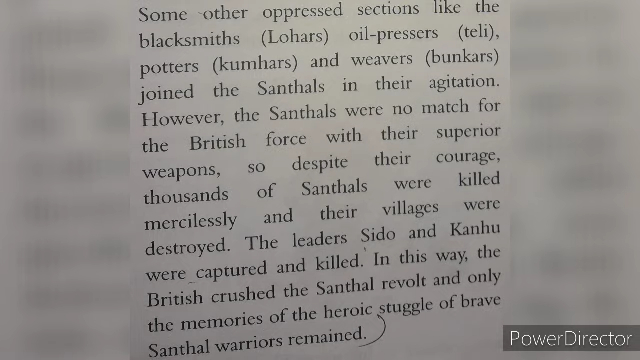 Some other oppressed sections like the
blacksmiths (Lohars) oil-pressers (teli),
potters (kumhars) and weavers (bunkars)
joined the Santhals in their agitation.
However, the Santhals were no match for
the British force with their superior
weapons, so despite their courage,
thousands of Santhals were killed
mercilessly and their villages were
destroyed. The leaders Sido and Kanhu
were captured and killed. In this way, the
British crushed the Santhal revolt and only
the memories of the heroic stuggle of brave
Santhal warriors remained.
PowerDirector